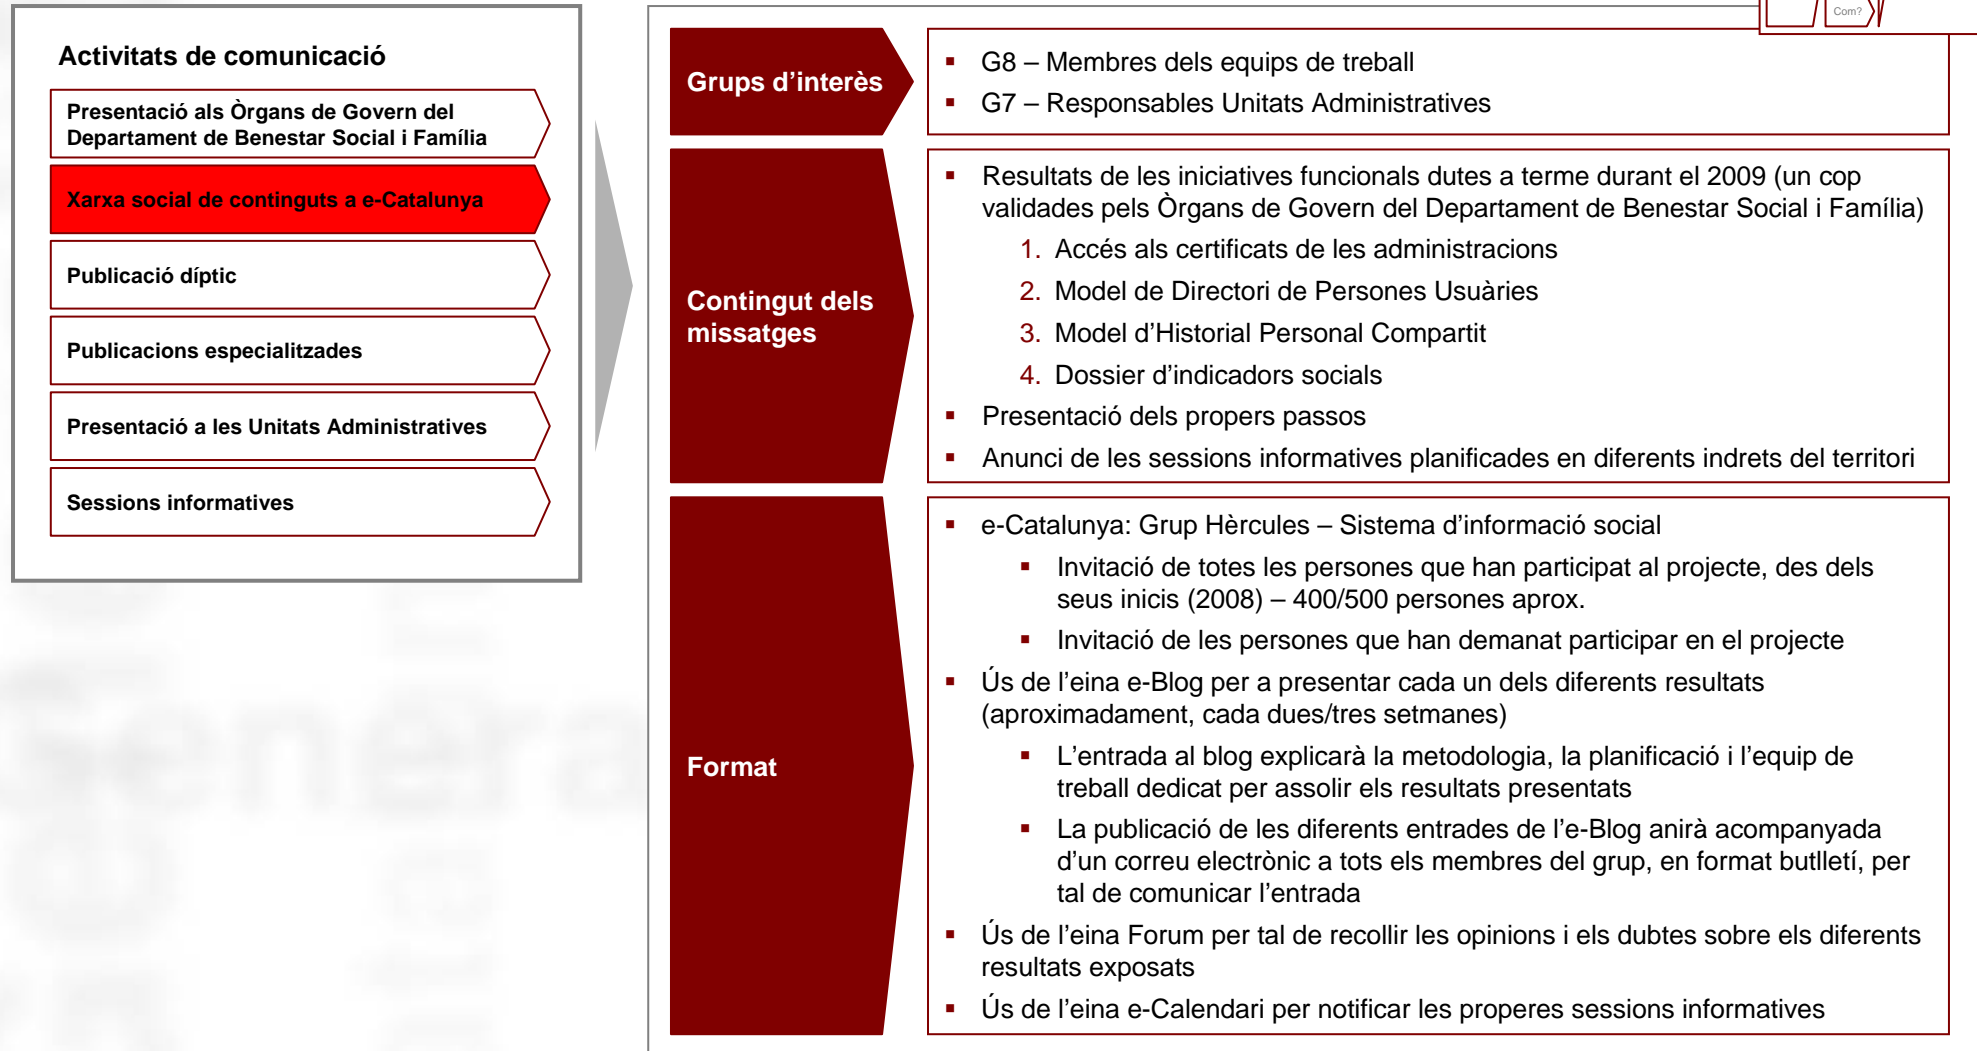 Com?
Activitats de comunicació
Presentació als Òrgans de Govern del
Departament de Benestar Social i Família
Xarxa social de continguts a e-Catalunya
Publicació díptic
Publicacions especialitzades
Presentació a les Unitats Administratives
Sessions informatives
Grups d’interès
▪ G8 – Membres dels equips de treball
▪ G7 – Responsables Unitats Administratives
Contingut dels
missatges
▪ Resultats de les iniciatives funcionals dutes a terme durant el 2009 (un cop
validades pels Òrgans de Govern del Departament de Benestar Social i Família)
1. Accés als certificats de les administracions
2. Model de Directori de Persones Usuàries
3. Model d’Historial Personal Compartit
4. Dossier d’indicadors socials
▪ Presentació dels propers passos
▪ Anunci de les sessions informatives planificades en diferents indrets del territori
Format
▪ e-Catalunya: Grup Hèrcules – Sistema d’informació social
▪ Invitació de totes les persones que han participat al projecte, des dels
seus inicis (2008) – 400/500 persones aprox.
▪ Invitació de les persones que han demanat participar en el projecte
▪ Ús de l’eina e-Blog per a presentar cada un dels diferents resultats
(aproximadament, cada dues/tres setmanes)
▪ L’entrada al blog explicarà la metodologia, la planificació i l’equip de
treball dedicat per assolir els resultats presentats
▪ La publicació de les diferents entrades de l’e-Blog anirà acompanyada
d’un correu electrònic a tots els membres del grup, en format butlletí, per
tal de comunicar l’entrada
▪ Ús de l’eina Forum per tal de recollir les opinions i els dubtes sobre els diferents
resultats exposats
▪ Ús de l’eina e-Calendari per notificar les properes sessions informatives